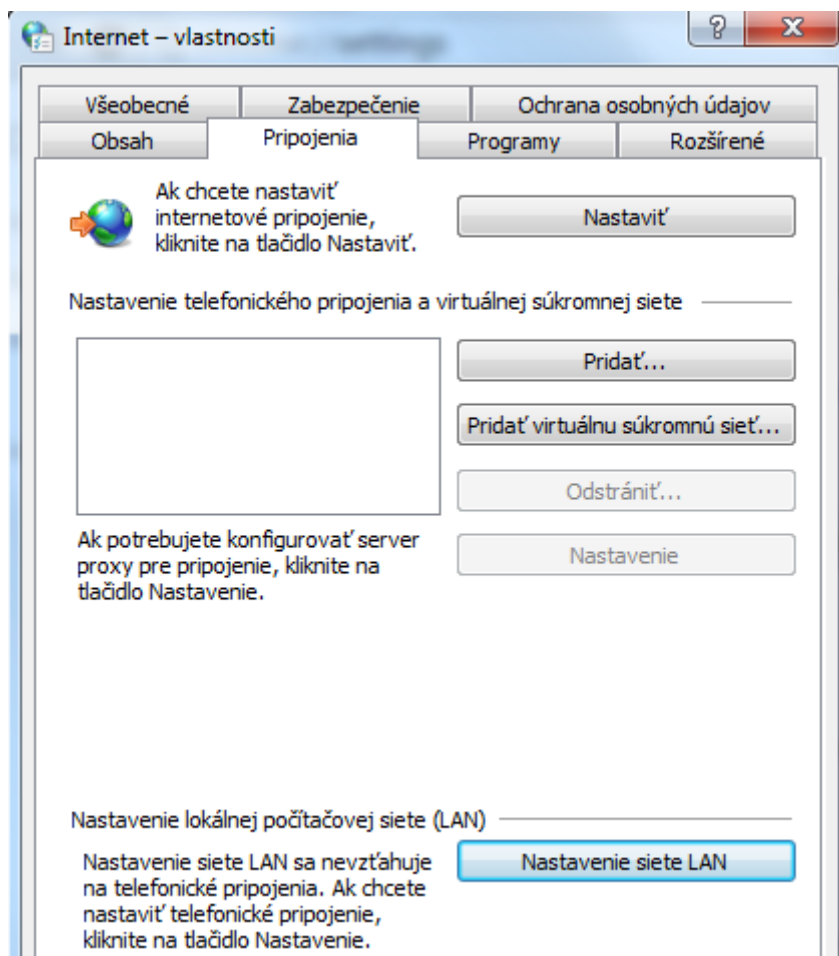 Internet – vlastnosti
Všeobecné Zabezpečenie Ochrana osobných údajov
Obsah Pripojenia Programy Rozšírené
Ak chcete nastaviť
internetové pripojenie,
kliknite na tlačidlo Nastaviť.
Nastaviť
Nastavenie telefonického pripojenia a virtuálnej súkromnej siete
Pridať...
Pridať virtuálnu súkromnú sieť...
Odstrániť...
Ak potrebujete konfigurovať server
proxy pre pripojenie, kliknite na
tlačidlo Nastavenie.
Nastavenie
Nastavenie lokálnej počítačovej siete (LAN)
Nastavenie siete LAN sa nevzťahuje
na telefonické pripojenia. Ak chcete
nastaviť telefonické pripojenie,
kliknite na tlačidlo Nastavenie.
Nastavenie siete LAN